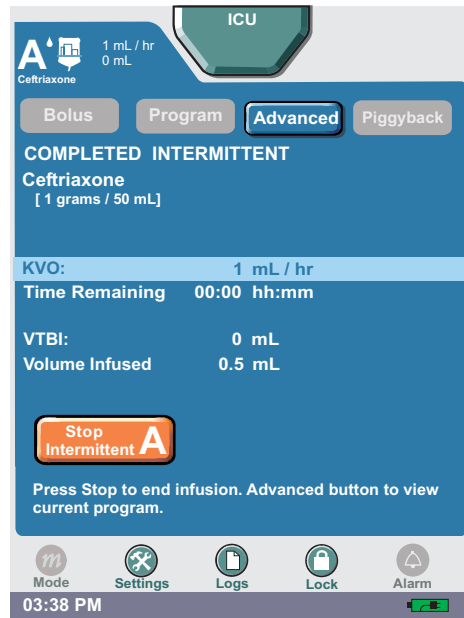 ICU
A
1 mL / hr
0 mL
Ceftriaxone
Bolus Program Advanced Piggyback
COMPLETED INTERMITTENT
Ceftriaxone
[ 1 grams / 50 mL]
KVO: 1 mL / hr
Time Remaining 00:00 hh:mm
VTBI: 0 mL
Volume Infused 0.5 mL
Stop
Intermittent A
Press Stop to end infusion. Advanced button to view
current program.
m
Mode Settings Logs Lock Alarm
03:38 PM